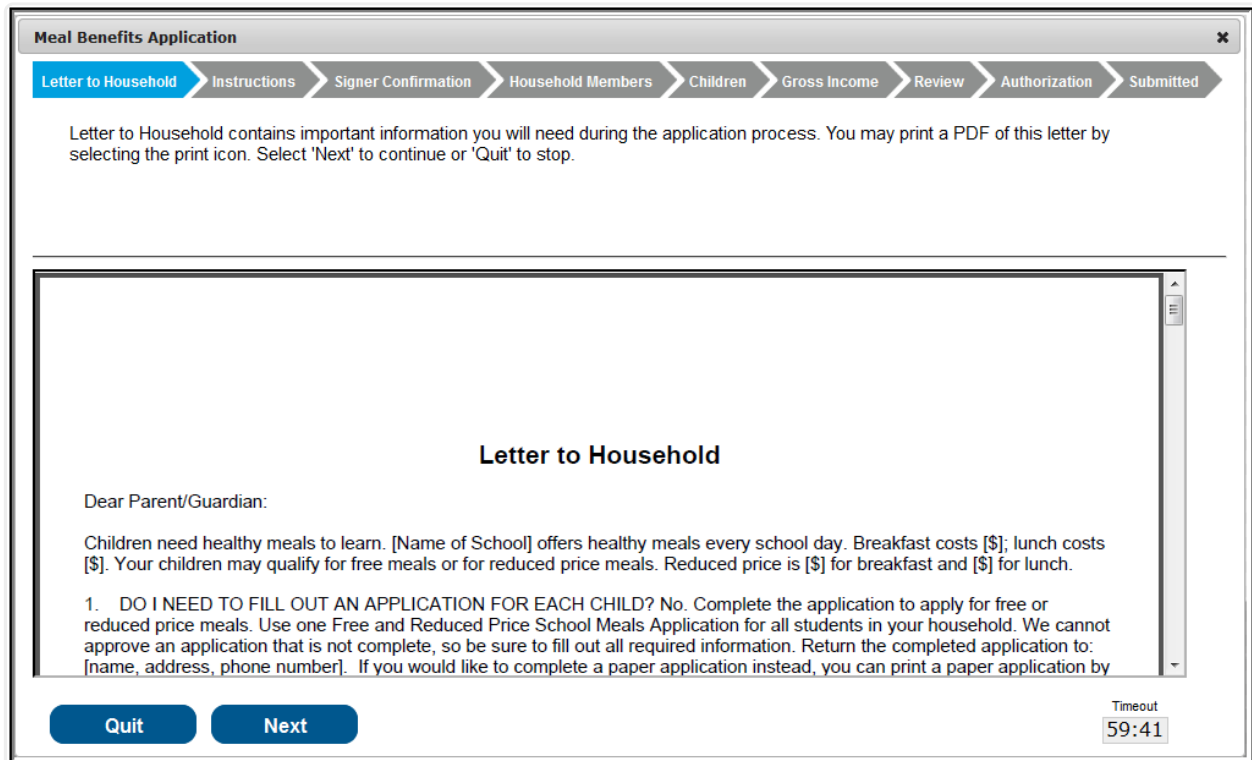 Meal Benefits Application
Letter to Household
Instructions
Signer Confirmation
Household Members
Children
Gross Income
Review
Authorization
Submitted
Letter to Household contains important information you will need during the application process. You may print a PDF of this letter by
selecting the print icon. Select 'Next' to continue or 'Quit' to stop.
Letter to Household
Dear Parent/Guardian:
Children need healthy meals to learn. [Name of School] offers healthy meals every school day. Breakfast costs [$]; lunch costs
[$]. Your children may qualify for free meals or for reduced price meals. Reduced price is [$] for breakfast and [$] for lunch.
1. DO I NEED TO FILL OUT AN APPLICATION FOR EACH CHILD? No. Complete the application to apply for free or
reduced price meals. Use one Free and Reduced Price School Meals Application for all students in your household. We cannot
approve an application that is not complete, so be sure to fill out all required information. Return the completed application to:
[name, address, phone number]. If you would like to complete a paper application instead, you can print a paper application by
Quit
Next
Timeout
59:41